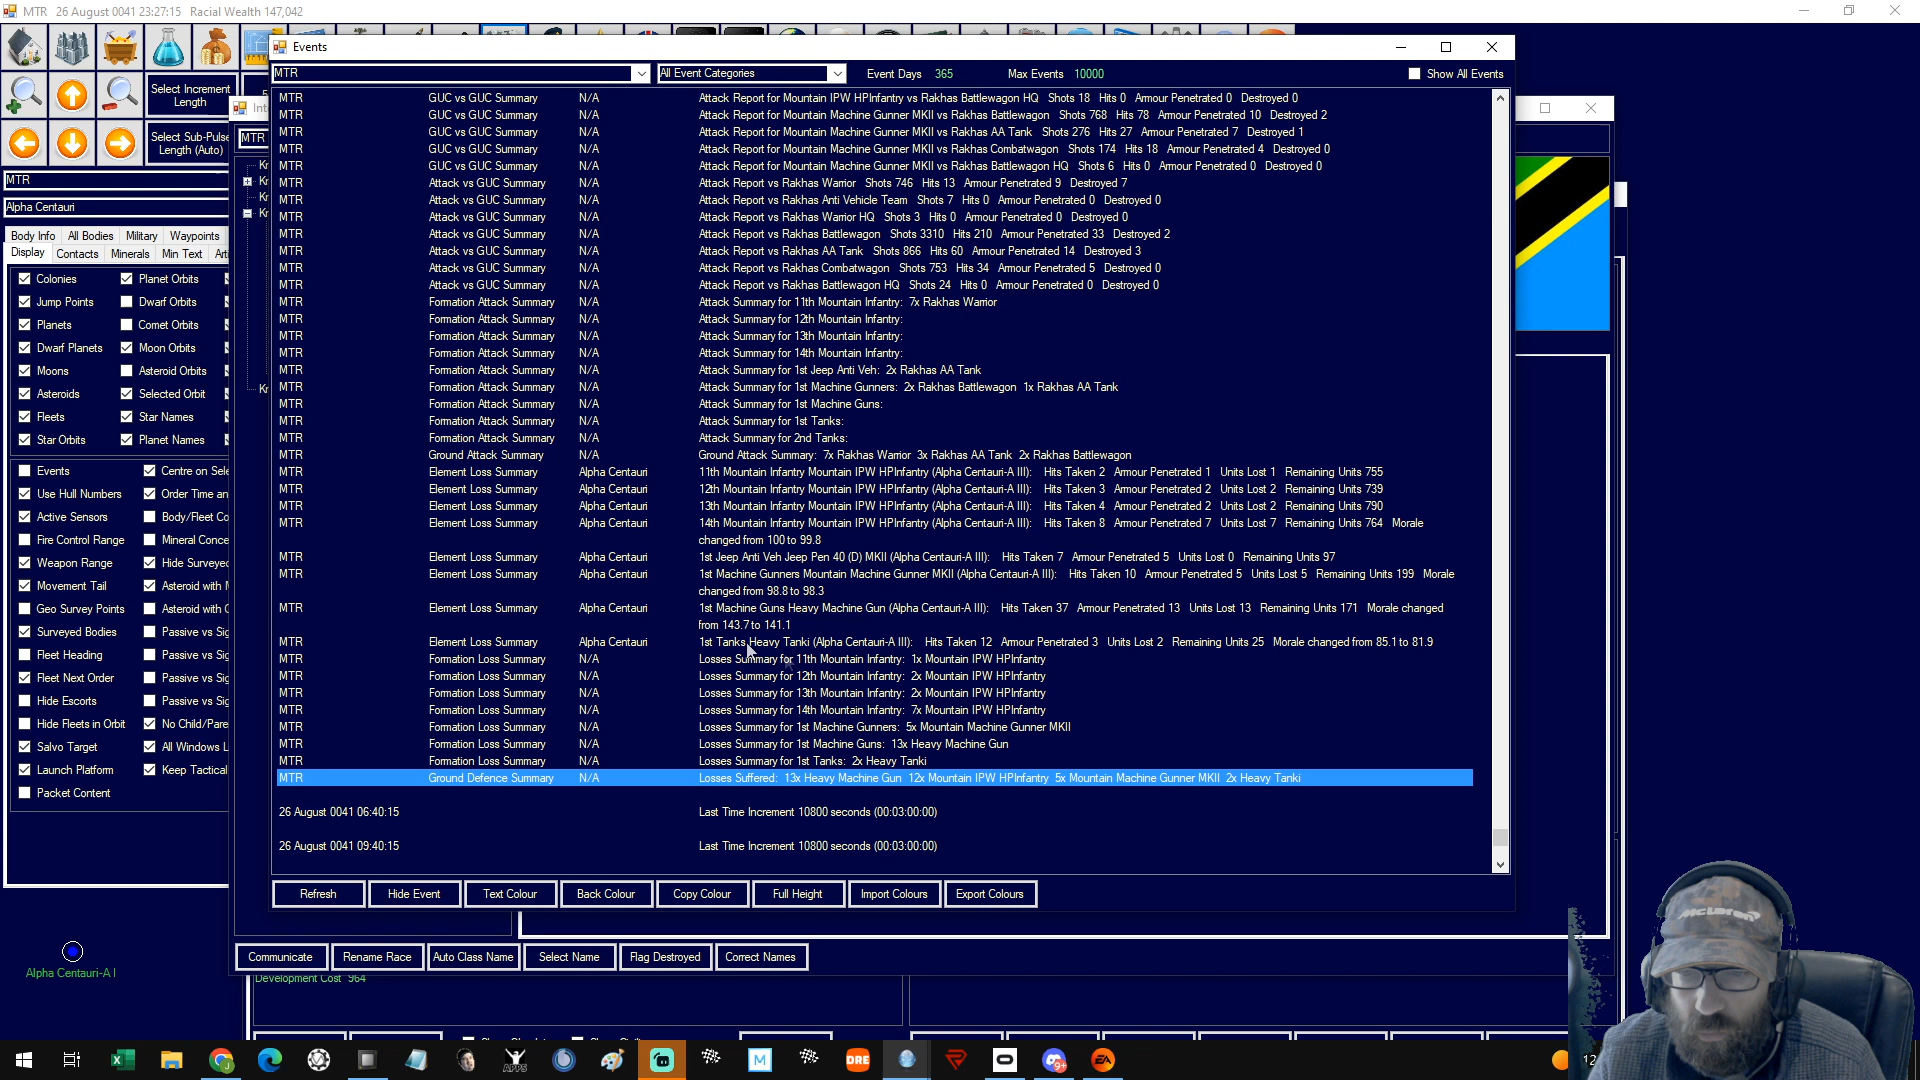 MTR 26 August 0041 23:27:15 Racial Wealth 147,042
Events
MTR
All Event Categories
Event Days 365
Max Events 10000
Show All Events
Select Increment Length
Select Sub-Pulse Length (Auto)
MTR
Alpha Centauri
Body Info All Bodies Military Waypoints
Display Contacts Minerals Min Text
Colonies Planet Orbits
Jump Points Dwarf Orbits
Planets Comet Orbits
Dwarf Planets Moon Orbits
Moons Asteroid Orbits
Asteroids Selected Orbit
Fleets Star Names
Star Orbits Planet Names
Events Centre on Sele
Use Hull Numbers Order Time an
Active Sensors Body/Fleet Co
Fire Control Range Mineral Conce
Weapon Range Hide Surveyed
Movement Tail Asteroid with M
Geo Survey Points Asteroid with C
Surveyed Bodies Passive vs Sig
Fleet Heading Passive vs Sig
Fleet Next Order Passive vs Sig
Hide Escorts Passive vs Sig
Hide Fleets in Orbit No Child/Pare
Salvo Target All Windows L
Launch Platform Keep Tactical
Packet Content
Alpha Centauri-A I
MTR
MTR GUC vs GUC Summary N/A Attack Report for Mountain IPW HPInfantry vs Rakhas Battlewagon HQ Shots 18 Hits 0 Armour Penetrated 0 Destroyed 0
MTR GUC vs GUC Summary N/A Attack Report for Mountain Machine Gunner MKII vs Rakhas Battlewagon Shots 768 Hits 78 Armour Penetrated 10 Destroyed 2
MTR GUC vs GUC Summary N/A Attack Report for Mountain Machine Gunner MKII vs Rakhas AA Tank Shots 276 Hits 27 Armour Penetrated 7 Destroyed 1
MTR GUC vs GUC Summary N/A Attack Report for Mountain Machine Gunner MKII vs Rakhas Combatwagon Shots 174 Hits 18 Armour Penetrated 4 Destroyed 0
MTR GUC vs GUC Summary N/A Attack Report for Mountain Machine Gunner MKII vs Rakhas Battlewagon HQ Shots 6 Hits 0 Armour Penetrated 0 Destroyed 0
MTR Attack vs GUC Summary N/A Attack Report vs Rakhas Warrior Shots 746 Hits 13 Armour Penetrated 9 Destroyed 7
MTR Attack vs GUC Summary N/A Attack Report vs Rakhas Anti Vehicle Team Shots 7 Hits 0 Armour Penetrated 0 Destroyed 0
MTR Attack vs GUC Summary N/A Attack Report vs Rakhas Warrior HQ Shots 3 Hits 0 Armour Penetrated 0 Destroyed 0
MTR Attack vs GUC Summary N/A Attack Report vs Rakhas Battlewagon Shots 3310 Hits 210 Armour Penetrated 33 Destroyed 2
MTR Attack vs GUC Summary N/A Attack Report vs Rakhas AA Tank Shots 866 Hits 60 Armour Penetrated 14 Destroyed 3
MTR Attack vs GUC Summary N/A Attack Report vs Rakhas Combatwagon Shots 753 Hits 34 Armour Penetrated 5 Destroyed 0
MTR Attack vs GUC Summary N/A Attack Report vs Rakhas Battlewagon HQ Shots 24 Hits 0 Armour Penetrated 0 Destroyed 0
MTR Formation Attack Summary N/A Attack Summary for 11th Mountain Infantry: 7x Rakhas Warrior
MTR Formation Attack Summary N/A Attack Summary for 12th Mountain Infantry:
MTR Formation Attack Summary N/A Attack Summary for 13th Mountain Infantry:
MTR Formation Attack Summary N/A Attack Summary for 14th Mountain Infantry:
MTR Formation Attack Summary N/A Attack Summary for 1st Jeep Anti Veh: 2x Rakhas AA Tank
MTR Formation Attack Summary N/A Attack Summary for 1st Machine Gunners: 2x Rakhas Battlewagon 1x Rakhas AA Tank
MTR Formation Attack Summary N/A Attack Summary for 1st Machine Guns:
MTR Formation Attack Summary N/A Attack Summary for 1st Tanks:
MTR Formation Attack Summary N/A Attack Summary for 2nd Tanks:
MTR Ground Attack Summary N/A Ground Attack Summary: 7x Rakhas Warrior 3x Rakhas AA Tank 2x Rakhas Battlewagon
MTR Element Loss Summary Alpha Centauri 11th Mountain Infantry Mountain IPW HPInfantry (Alpha Centauri-A III): Hits Taken 2 Armour Penetrated 1 Units Lost 1 Remaining Units 755
MTR Element Loss Summary Alpha Centauri 12th Mountain Infantry Mountain IPW HPInfantry (Alpha Centauri-A III): Hits Taken 3 Armour Penetrated 2 Units Lost 2 Remaining Units 739
MTR Element Loss Summary Alpha Centauri 13th Mountain Infantry Mountain IPW HPInfantry (Alpha Centauri-A III): Hits Taken 4 Armour Penetrated 2 Units Lost 2 Remaining Units 790
MTR Element Loss Summary Alpha Centauri 14th Mountain Infantry Mountain IPW HPInfantry (Alpha Centauri-A III): Hits Taken 8 Armour Penetrated 7 Units Lost 7 Remaining Units 764 Morale
changed from 100 to 99.8
MTR Element Loss Summary Alpha Centauri 1st Jeep Anti Veh Jeep Pen 40 (D) MKII (Alpha Centauri-A III): Hits Taken 7 Armour Penetrated 5 Units Lost 0 Remaining Units 97
MTR Element Loss Summary Alpha Centauri 1st Machine Gunners Mountain Machine Gunner MKII (Alpha Centauri-A III): Hits Taken 10 Armour Penetrated 5 Units Lost 5 Remaining Units 199 Morale
changed from 98.8 to 98.3
MTR Element Loss Summary Alpha Centauri 1st Machine Guns Heavy Machine Gun (Alpha Centauri-A III): Hits Taken 37 Armour Penetrated 13 Units Lost 13 Remaining Units 171 Morale changed
from 143.7 to 141.1
MTR Element Loss Summary Alpha Centauri 1st Tanks Heavy Tanki (Alpha Centauri-A III): Hits Taken 12 Armour Penetrated 3 Units Lost 2 Remaining Units 25 Morale changed from 85.1 to 81.9
MTR Formation Loss Summary N/A Losses Summary for 11th Mountain Infantry: 1x Mountain IPW HPInfantry
MTR Formation Loss Summary N/A Losses Summary for 12th Mountain Infantry: 2x Mountain IPW HPInfantry
MTR Formation Loss Summary N/A Losses Summary for 13th Mountain Infantry: 2x Mountain IPW HPInfantry
MTR Formation Loss Summary N/A Losses Summary for 14th Mountain Infantry: 7x Mountain IPW HPInfantry
MTR Formation Loss Summary N/A Losses Summary for 1st Machine Gunners: 5x Mountain Machine Gunner MKII
MTR Formation Loss Summary N/A Losses Summary for 1st Machine Guns: 13x Heavy Machine Gun
MTR Formation Loss Summary N/A Losses Summary for 1st Tanks: 2x Heavy Tanki
MTR Ground Defence Summary N/A Losses Suffered: 13x Heavy Machine Gun 12x Mountain IPW HPInfantry 5x Mountain Machine Gunner MKII 2x Heavy Tanki
26 August 0041 06:40:15 Last Time Increment 10800 seconds (00:03:00:00)
26 August 0041 09:40:15 Last Time Increment 10800 seconds (00:03:00:00)
Refresh Hide Event Text Colour Back Colour Copy Colour Full Height Import Colours Export Colours
Communicate Rename Race Auto Class Name Select Name Flag Destroyed Correct Names
Development Cost 964
DRE
EA
APPS
McLaren